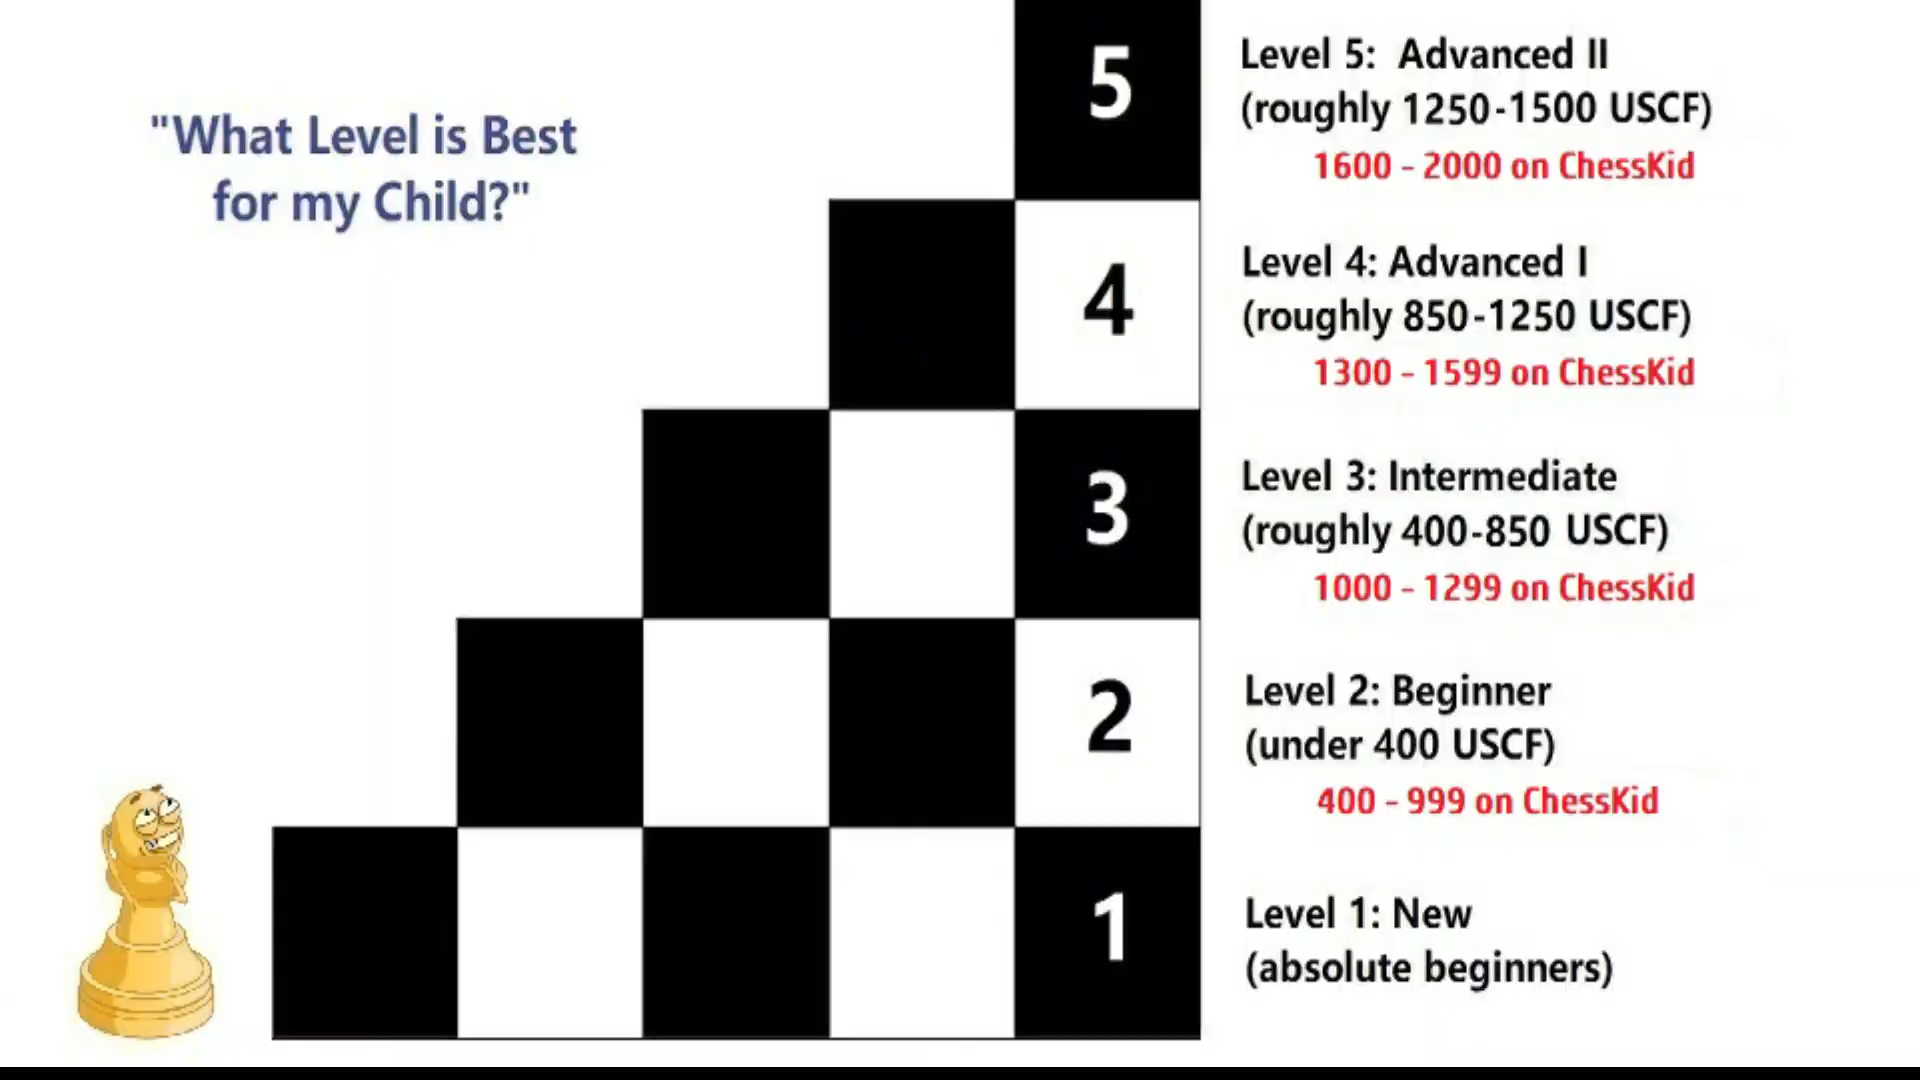 "What Level is Best
for my Child?"
5
Level 5: Advanced II
(roughly 1250-1500 USCF)
1600 - 2000 on ChessKid
4
Level 4: Advanced I
(roughly 850-1250 USCF)
1300 - 1599 on ChessKid
3
Level 3: Intermediate
(roughly 400-850 USCF)
1000 - 1299 on ChessKid
2
Level 2: Beginner
(under 400 USCF)
400 - 999 on ChessKid
1
Level 1: New
(absolute beginners)